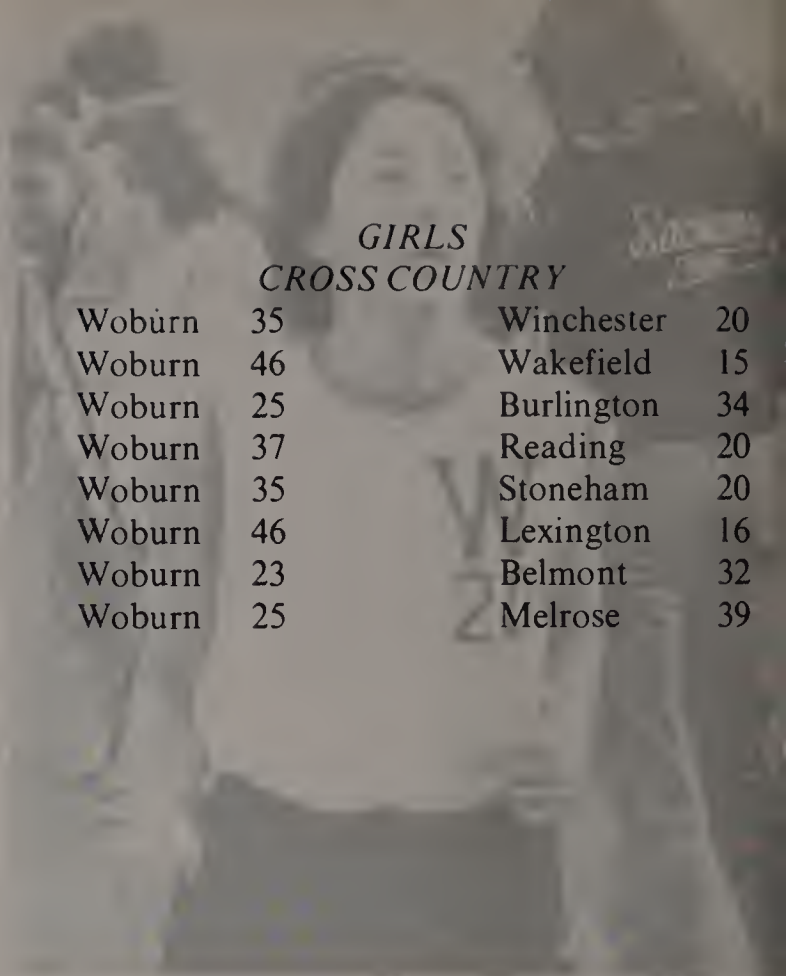 GIRLS
CROSS COUNTRY
Woburn 35 Winchester 20
Woburn 46 Wakefield 15
Woburn 25 Burlington 34
Woburn 37 Reading 20
Woburn 35 Stoneham 20
Woburn 46 Lexington 16
Woburn 23 Belmont 32
Woburn 25 Melrose 39
W
2